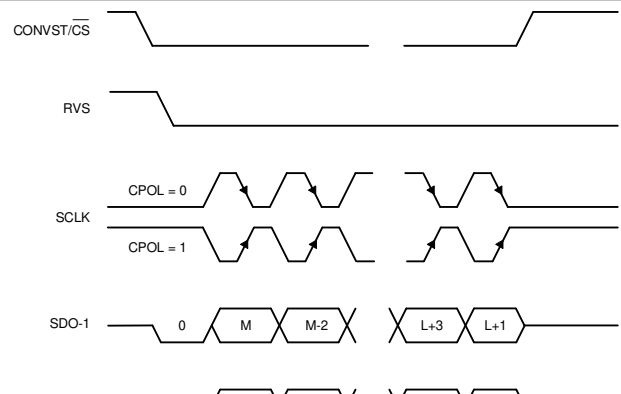 CONVST/CS
RVS
CPOL = 0
SCLK
CPOL = 1
SDO-1 0 M M-2 L+3 L+1